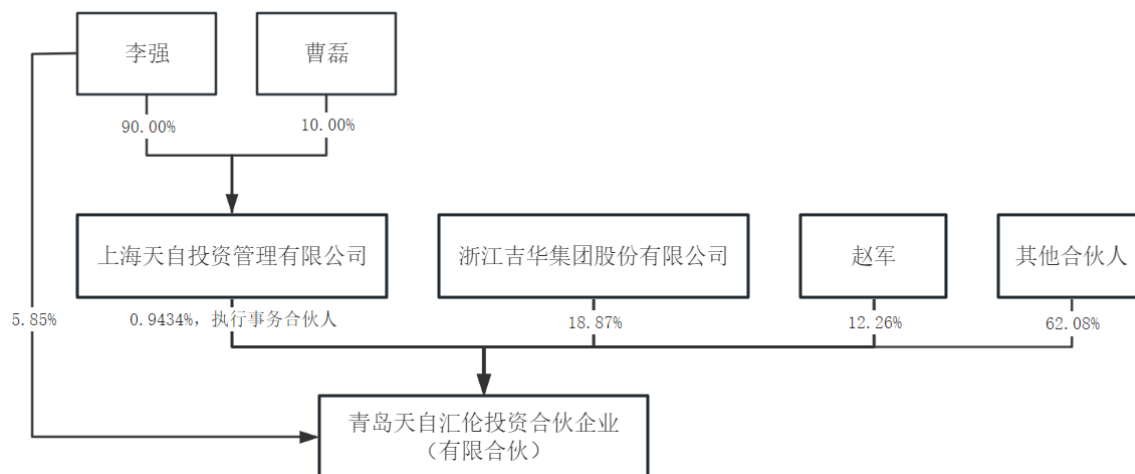 李强
曹磊
90.00%
10.00%
上海天自投资管理有限公司
浙江吉华集团股份有限公司
赵军
其他合伙人
5.85%
0.9434%，执行事务合伙人
18.87%
12.26%
62.08%
青岛天自汇伦投资合伙企业
（有限合伙）